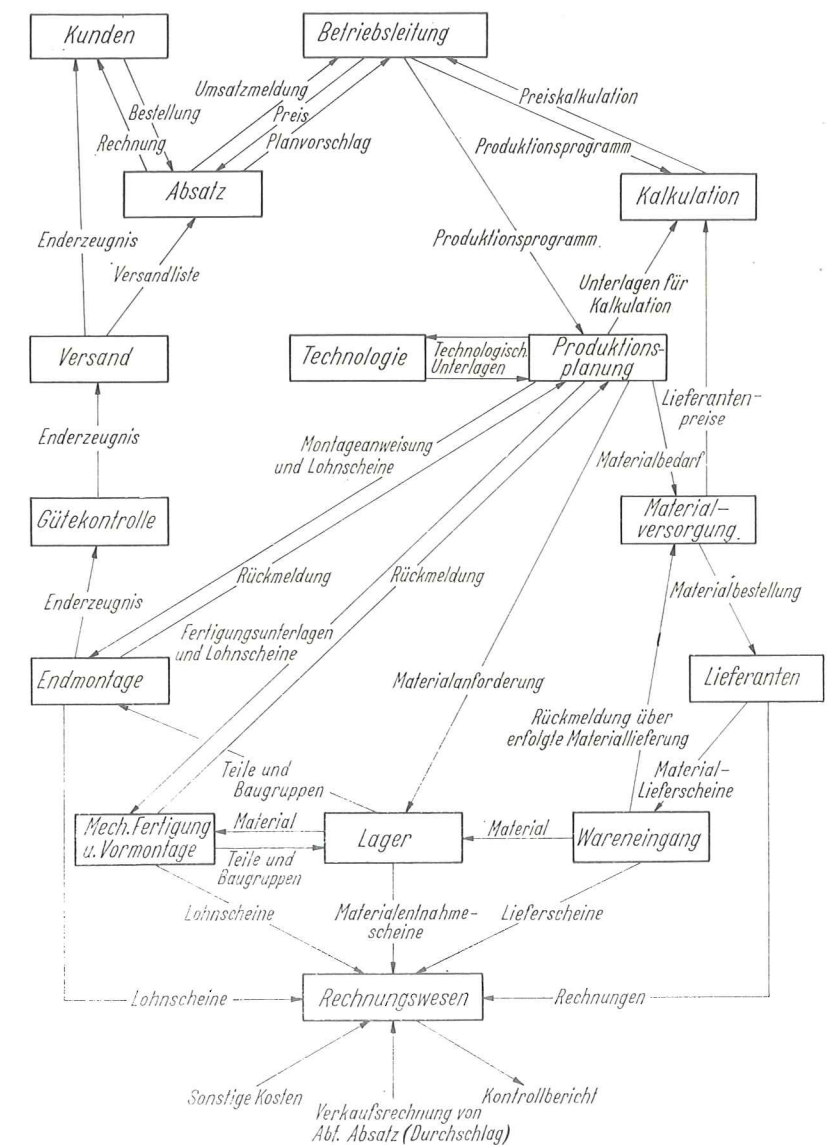 Kunden
Betriebsleitung
Umsatzmeldung
Bestellung
Preis
Rechnung
Planvorschlag
Preiskalkulation
Produktionsprogramm
Absatz
Kalkulation
Enderzeugnis
Versandliste
Produktionsprogramm
Unterlagen für
Kalkulation
Versand
Technologie
Technologisch.
Unterlagen
Produktions-
planung
Lieferanten-
preise
Enderzeugnis
Montageanweisung
und Lohnscheine
Materialbedarf
Gütekontrolle
Material-
versorgung
Enderzeugnis
Rückmeldung
Rückmeldung
Materialbestellung
Fertigungsunterlagen
und Lohnscheine
Endmontage
Materialanforderung
Lieferanten
Rückmeldung über
erfolgte Materiallieferung
Teile und
Baugruppen
Material-
Lieferscheine
Mech. Fertigung
u. Vormontage
Material
Teile und
Baugruppen
Lager
Material
Wareneingang
Lohnscheine
Materialentnahme-
scheine
Lieferscheine
Lohnscheine
Rechnungswesen
Rechnungen
Sonstige Kosten
Verkaufsrechnung von
Abt. Absatz (Durchschlag)
Kontrollbericht